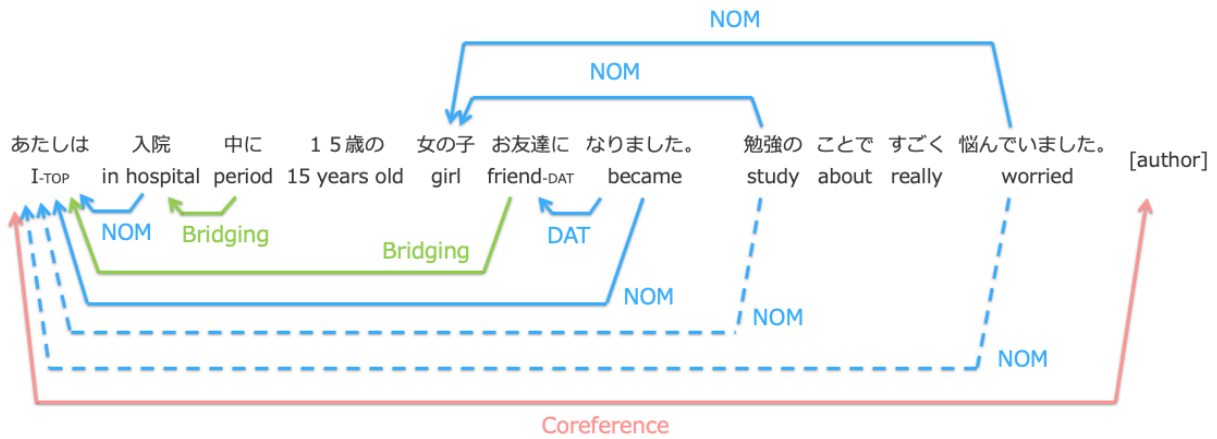 NOM
NOM
あたしは 入院 中に １５歳の 女の子 お友達に なりました。 勉強の ことで すごく 悩んでいました。
I-TOP in hospital period 15 years old girl friend-DAT became study about really worried [author]
NOM Bridging Bridging DAT
NOM
NOM
NOM
Coreference